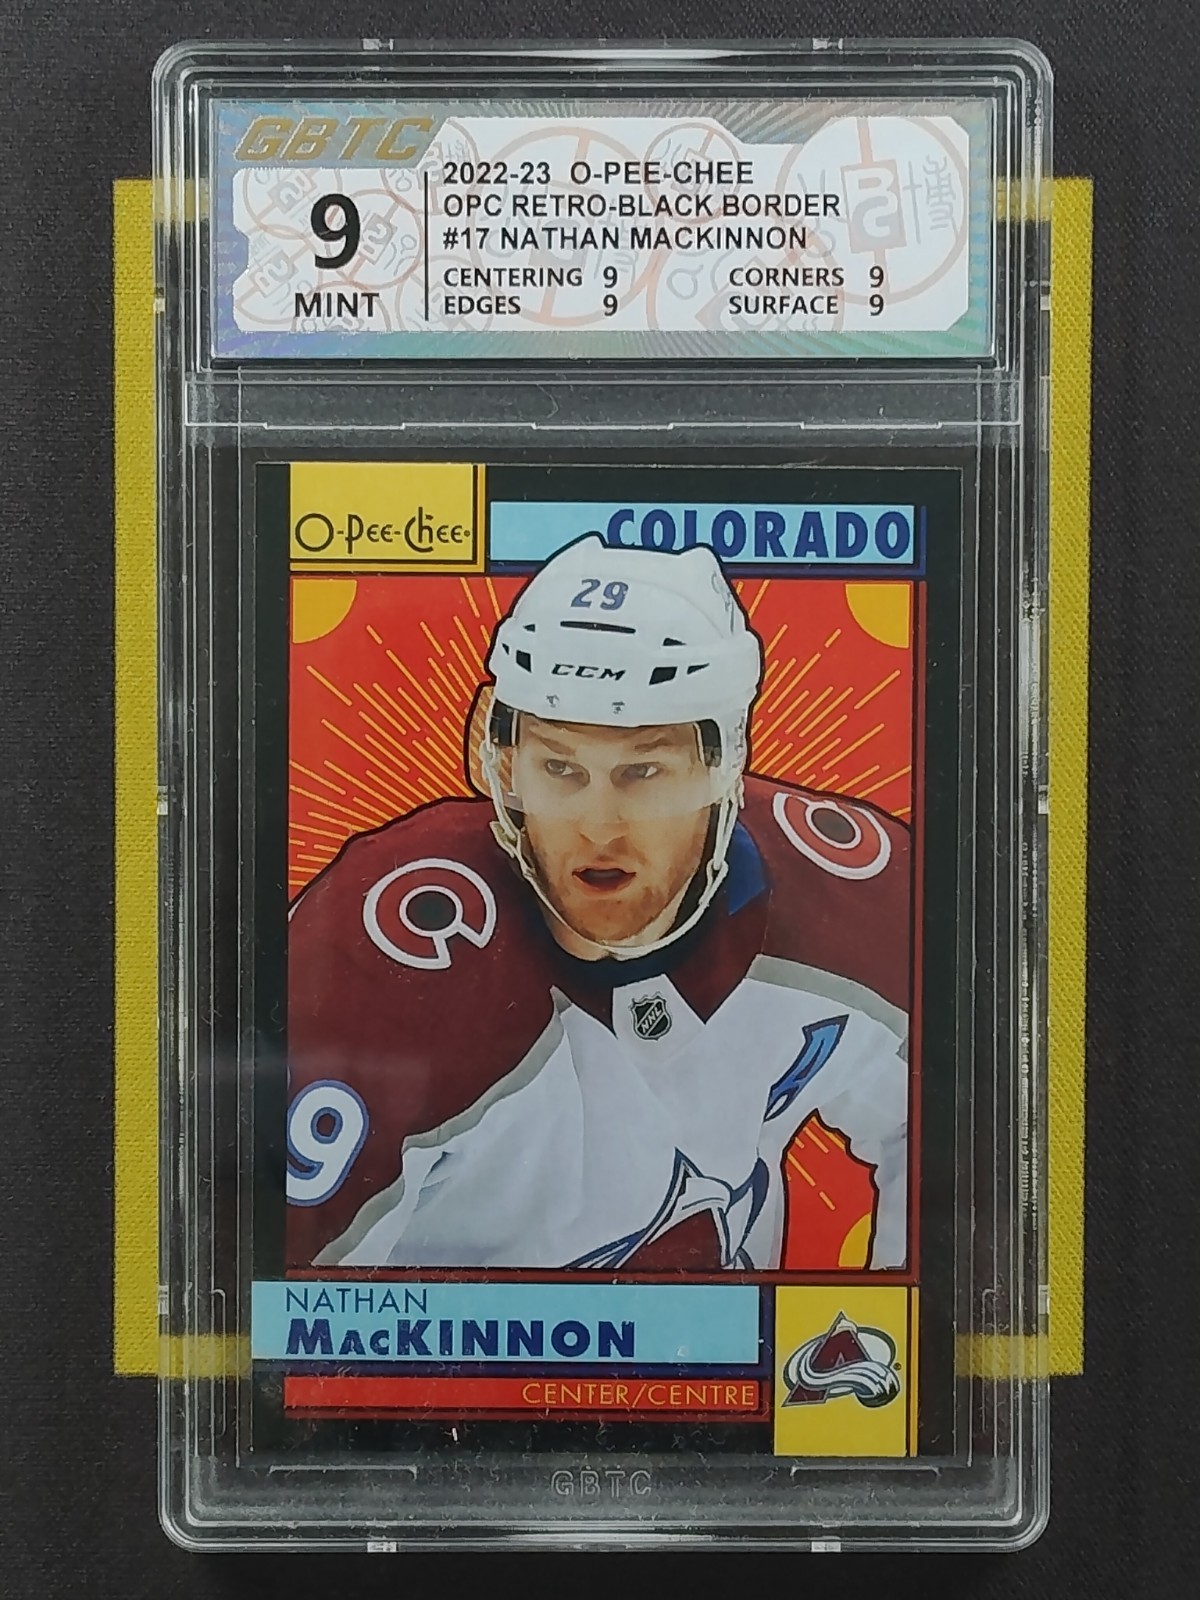 GBTC
9
MINT
2022-23 O-PEE-CHEE
OPC RETRO-BLACK BORDER
#17 NATHAN MACKINNON
CENTERING 9 CORNERS 9
EDGES 9 SURFACE 9
O-Pee-Chee
COLORADO
29
CCM
NHL
A
9
NATHAN
MacKINNON
CENTER/CENTRE
GBTC